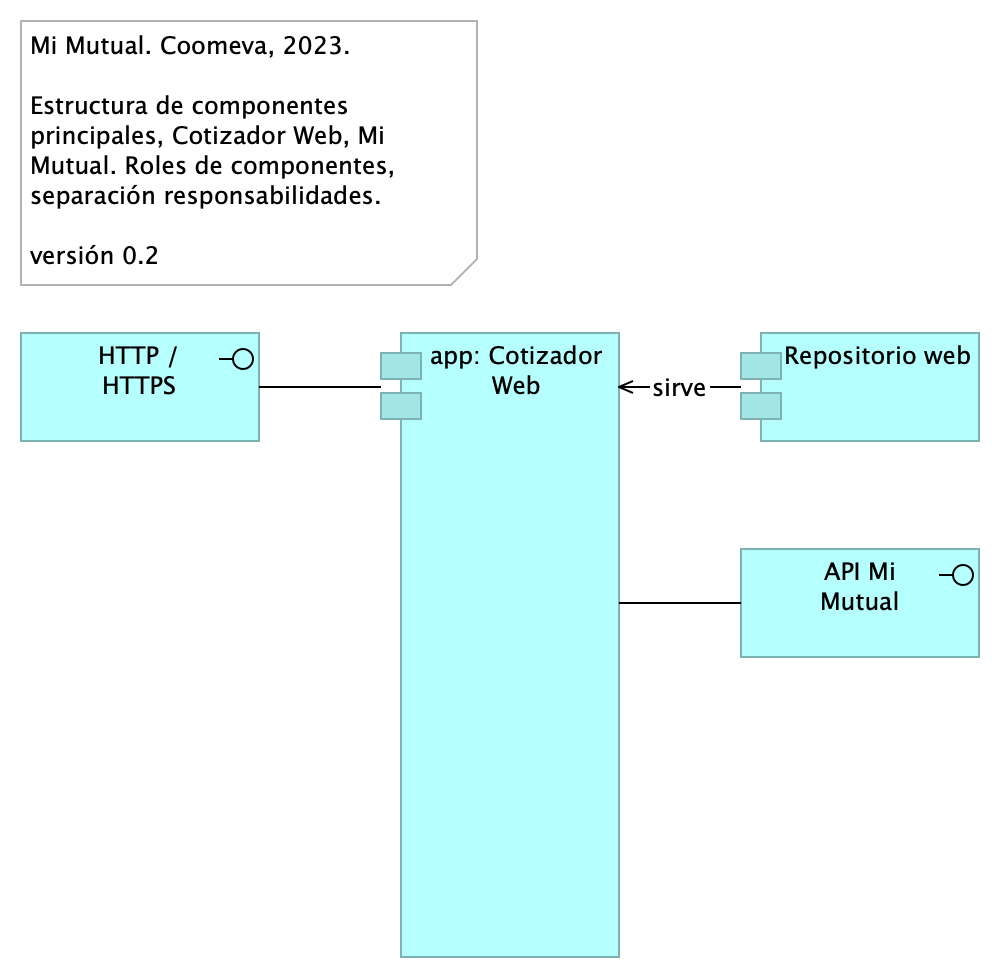 Mi Mutual. Coomeva, 2023.
Estructura de componentes
principales, Cotizador Web, Mi
Mutual. Roles de componentes,
separación responsabilidades.
versión 0.2
HTTP /
HTTPS
app: Cotizador
Web
sirve
Repositorio web
API Mi
Mutual